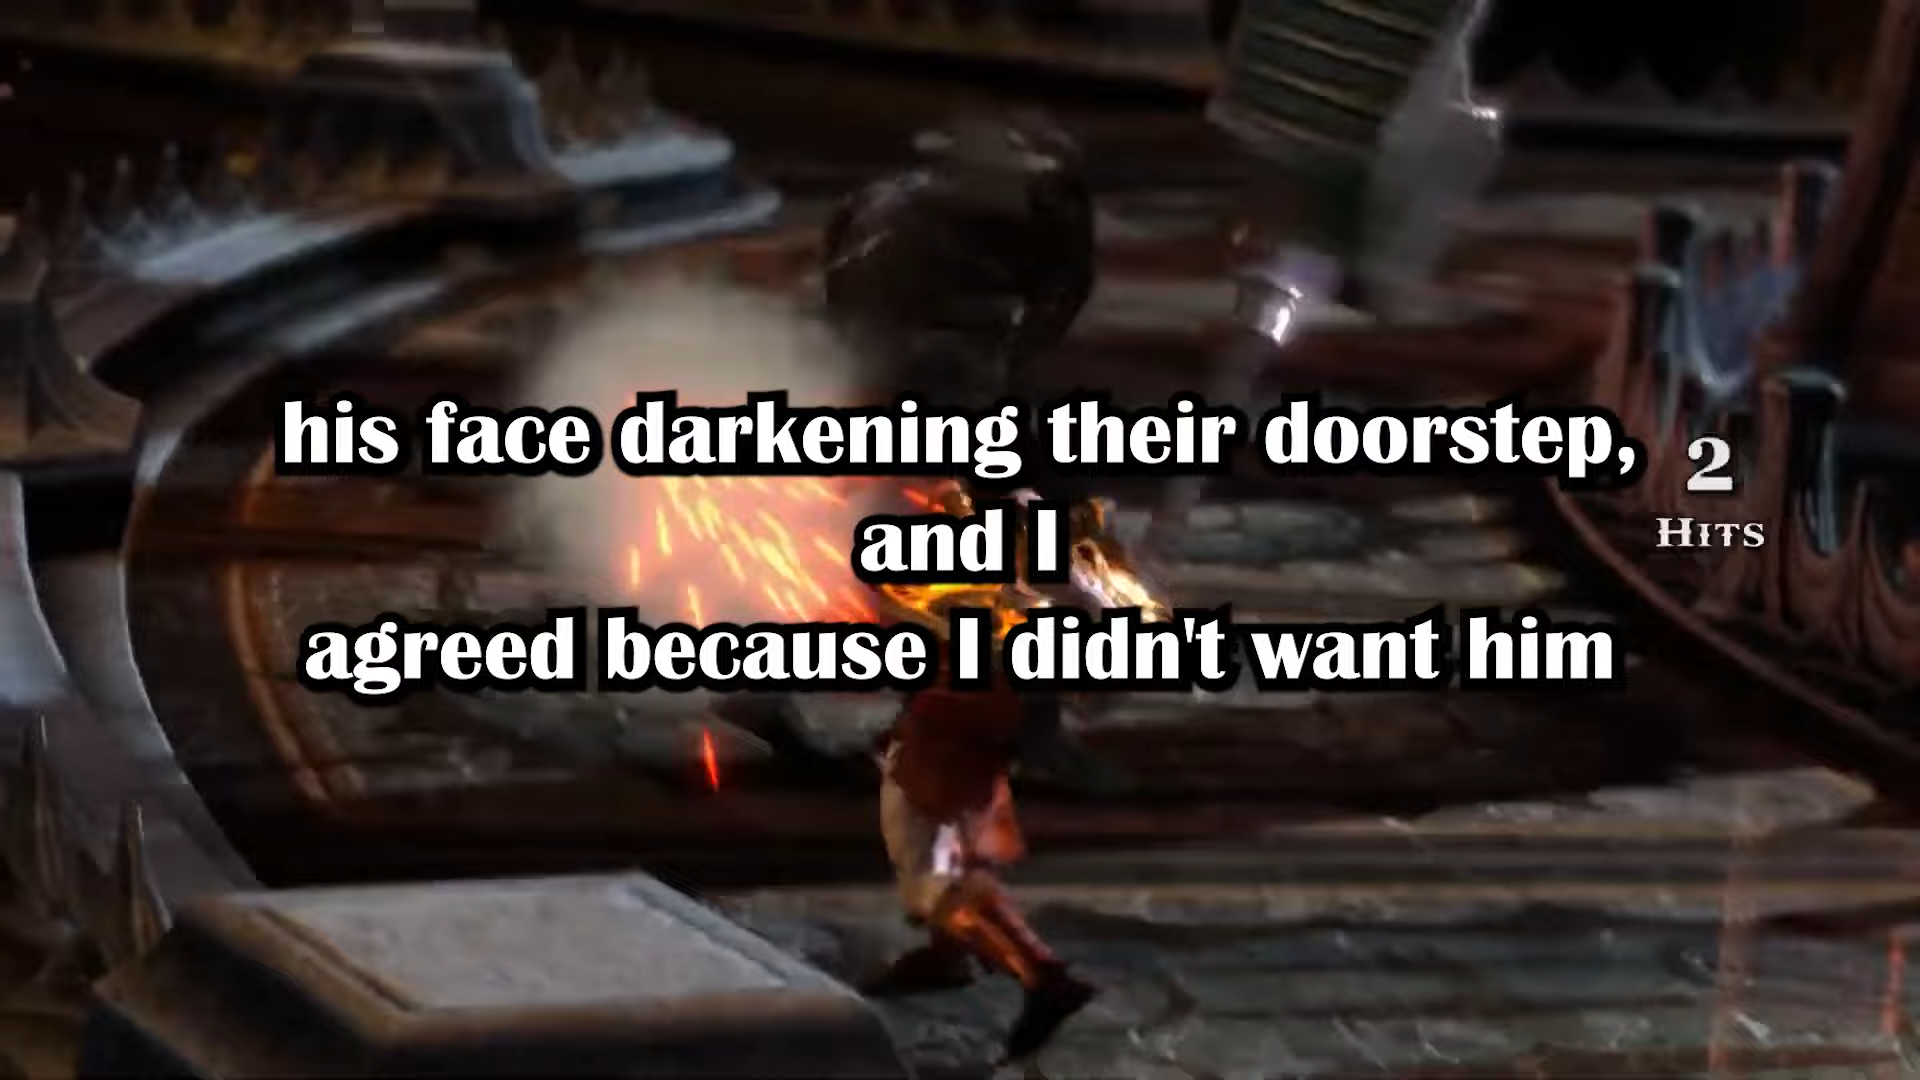 his face darkening their doorstep,
and I
agreed because I didn't want him
2
HITS